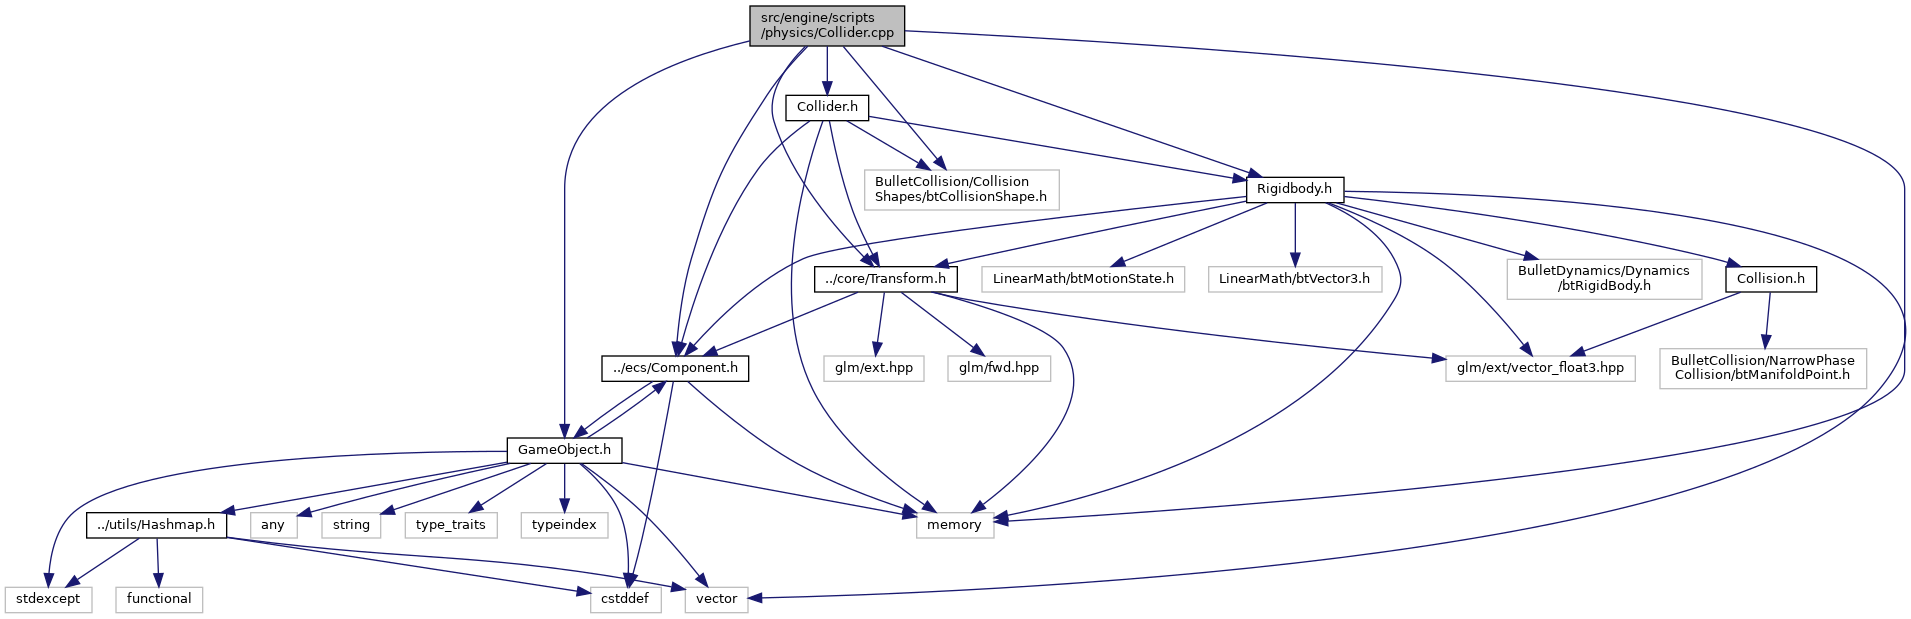 src/engine/scripts
/physics/Collider.cpp
Collider.h
BulletCollision/Collision
Shapes/btCollisionShape.h
Rigidbody.h
../core/Transform.h
LinearMath/btMotionState.h
LinearMath/btVector3.h
BulletDynamics/Dynamics
/btRigidBody.h
Collision.h
../ecs/Component.h
glm/ext.hpp
glm/fwd.hpp
glm/ext/vector_float3.hpp
BulletCollision/NarrowPhase
Collision/btManifoldPoint.h
GameObject.h
../utils/Hashmap.h
any
string
type_traits
typeindex
memory
stdexcept
functional
cstddef
vector